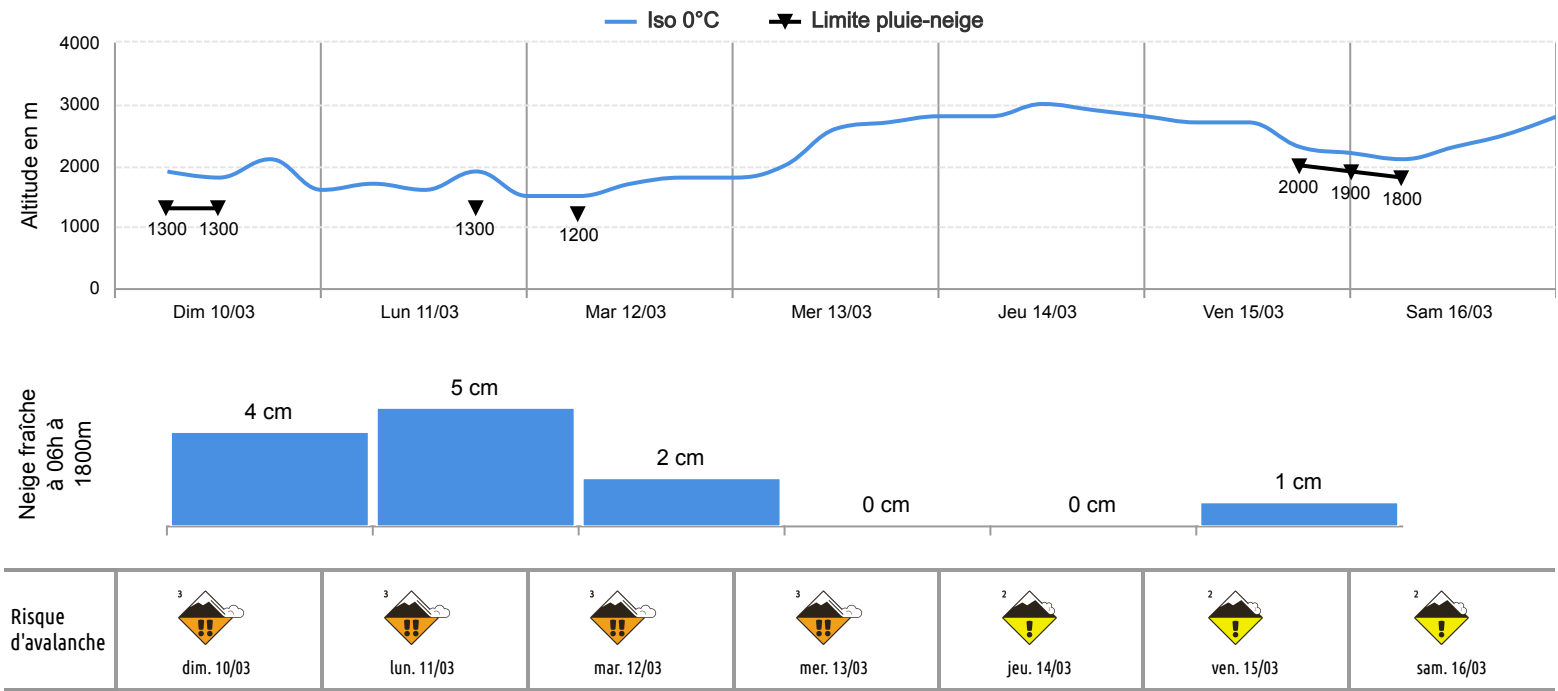 Iso 0°C Limite pluie-neige
Altitude en m
4000
3000
2000
1000
0
1300 1300 1300 1200 2000 1900 1800
Dim 10/03 Lun 11/03 Mar 12/03 Mer 13/03 Jeu 14/03 Ven 15/03 Sam 16/03
Neige fraîche
à 06h à
1800m
4 cm 5 cm 2 cm 0 cm 0 cm 1 cm
Risque
d'avalanche
3 3 3 3 2 2 2
!! !! !! !! ! ! !
dim. 10/03 lun. 11/03 mar. 12/03 mer. 13/03 jeu. 14/03 ven. 15/03 sam. 16/03